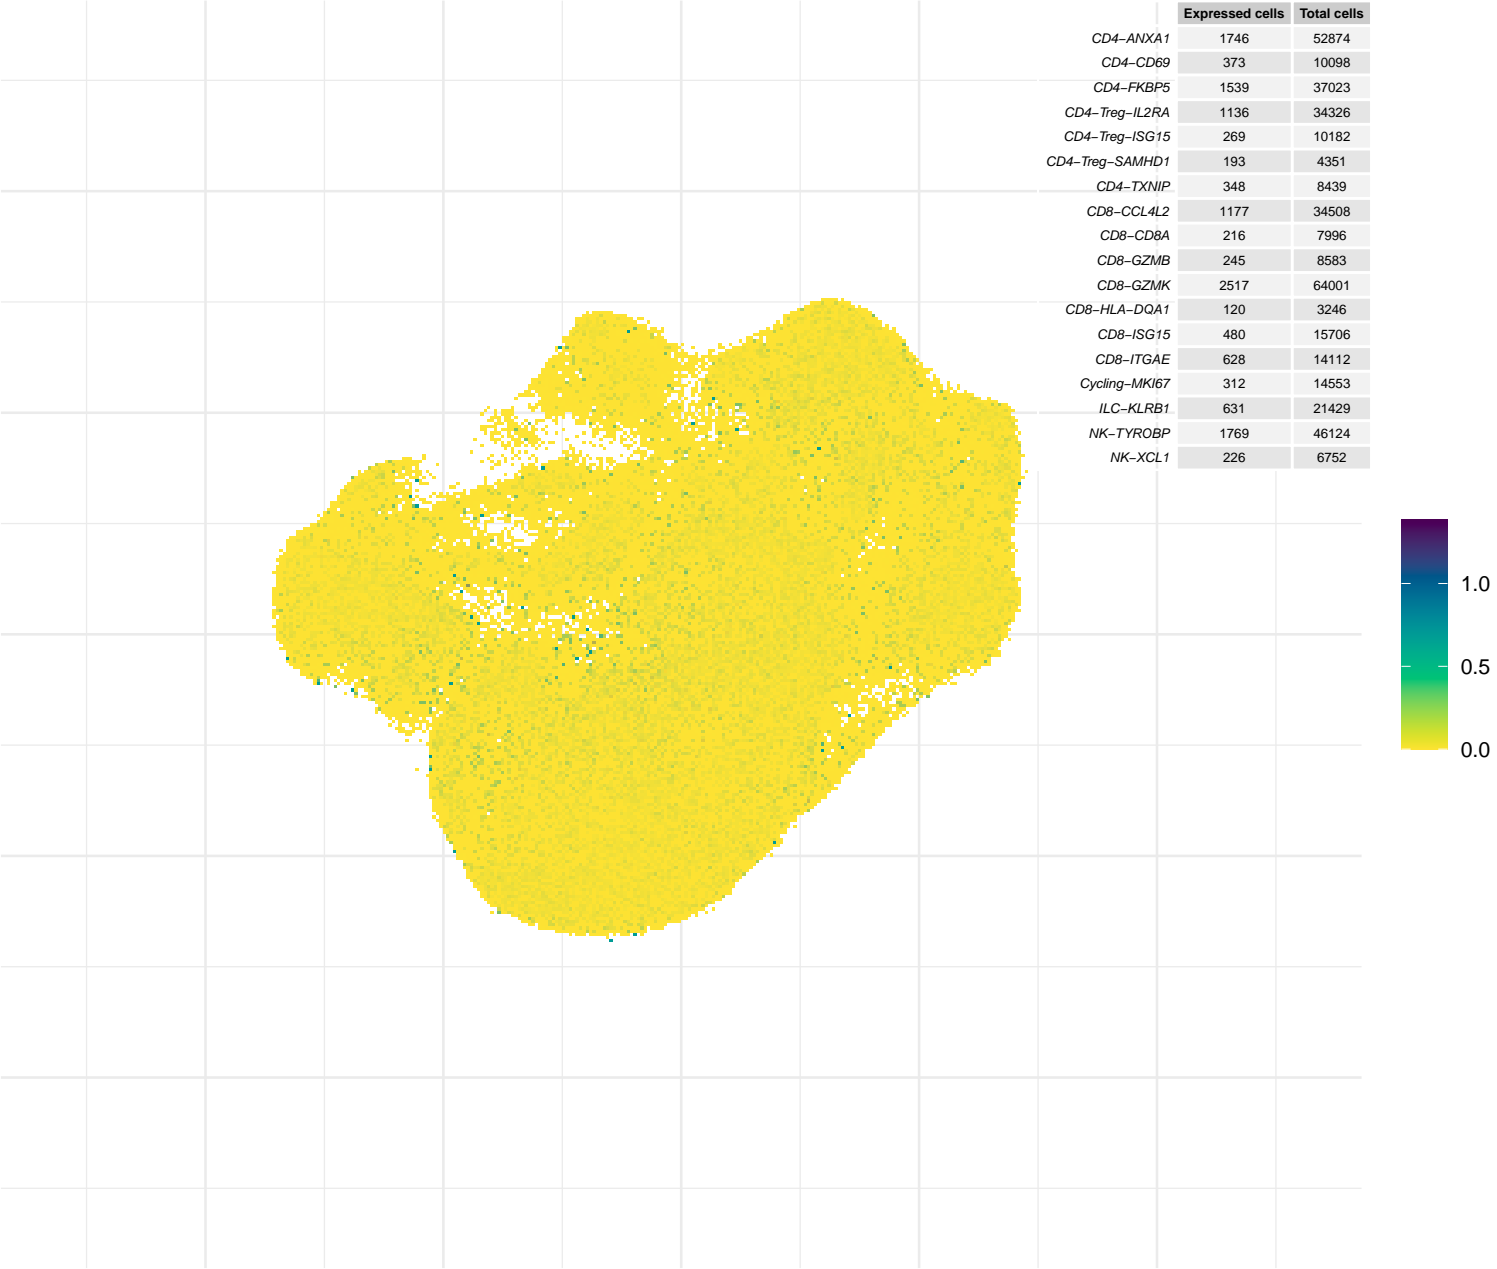 Expressed cells Total cells
CD4−ANXA1 1746 52874
CD4−CD69 373 10098
CD4−FKBP5 1539 37023
CD4−Treg−IL2RA 1136 34326
CD4−Treg−ISG15 269 10182
CD4−Treg−SAMHD1 193 4351
CD4−TXNIP 348 8439
CD8−CCL4L2 1177 34508
CD8−CD8A 216 7996
CD8−GZMB 245 8583
CD8−GZMK 2517 64001
CD8−HLA−DQA1 120 3246
CD8−ISG15 480 15706
CD8−ITGAE 628 14112
Cycling−MKI67 312 14553
ILC−KLRB1 631 21429
NK−TYROBP 1769 46124
NK−XCL1 226 6752
1.0
0.5
0.0